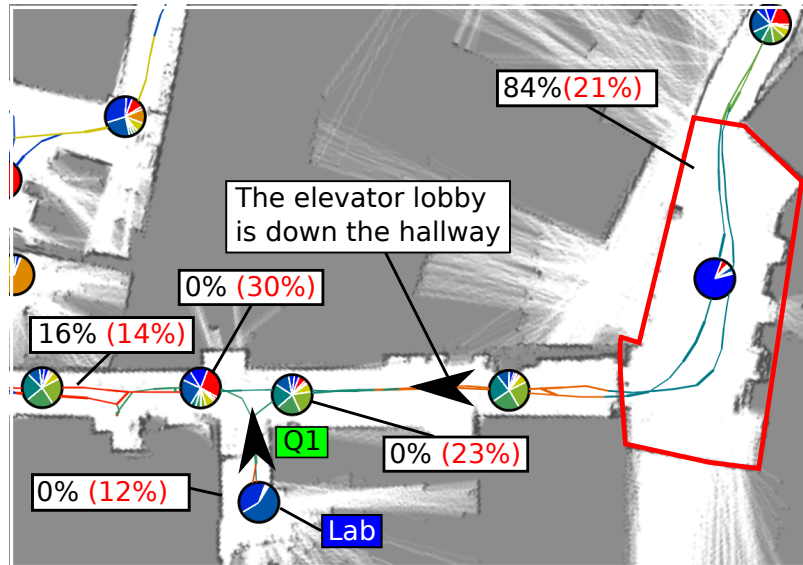 84%(21%)
The elevator lobby
is down the hallway
0% (30%)
16% (14%)
Q1
0% (23%)
0% (12%)
Lab